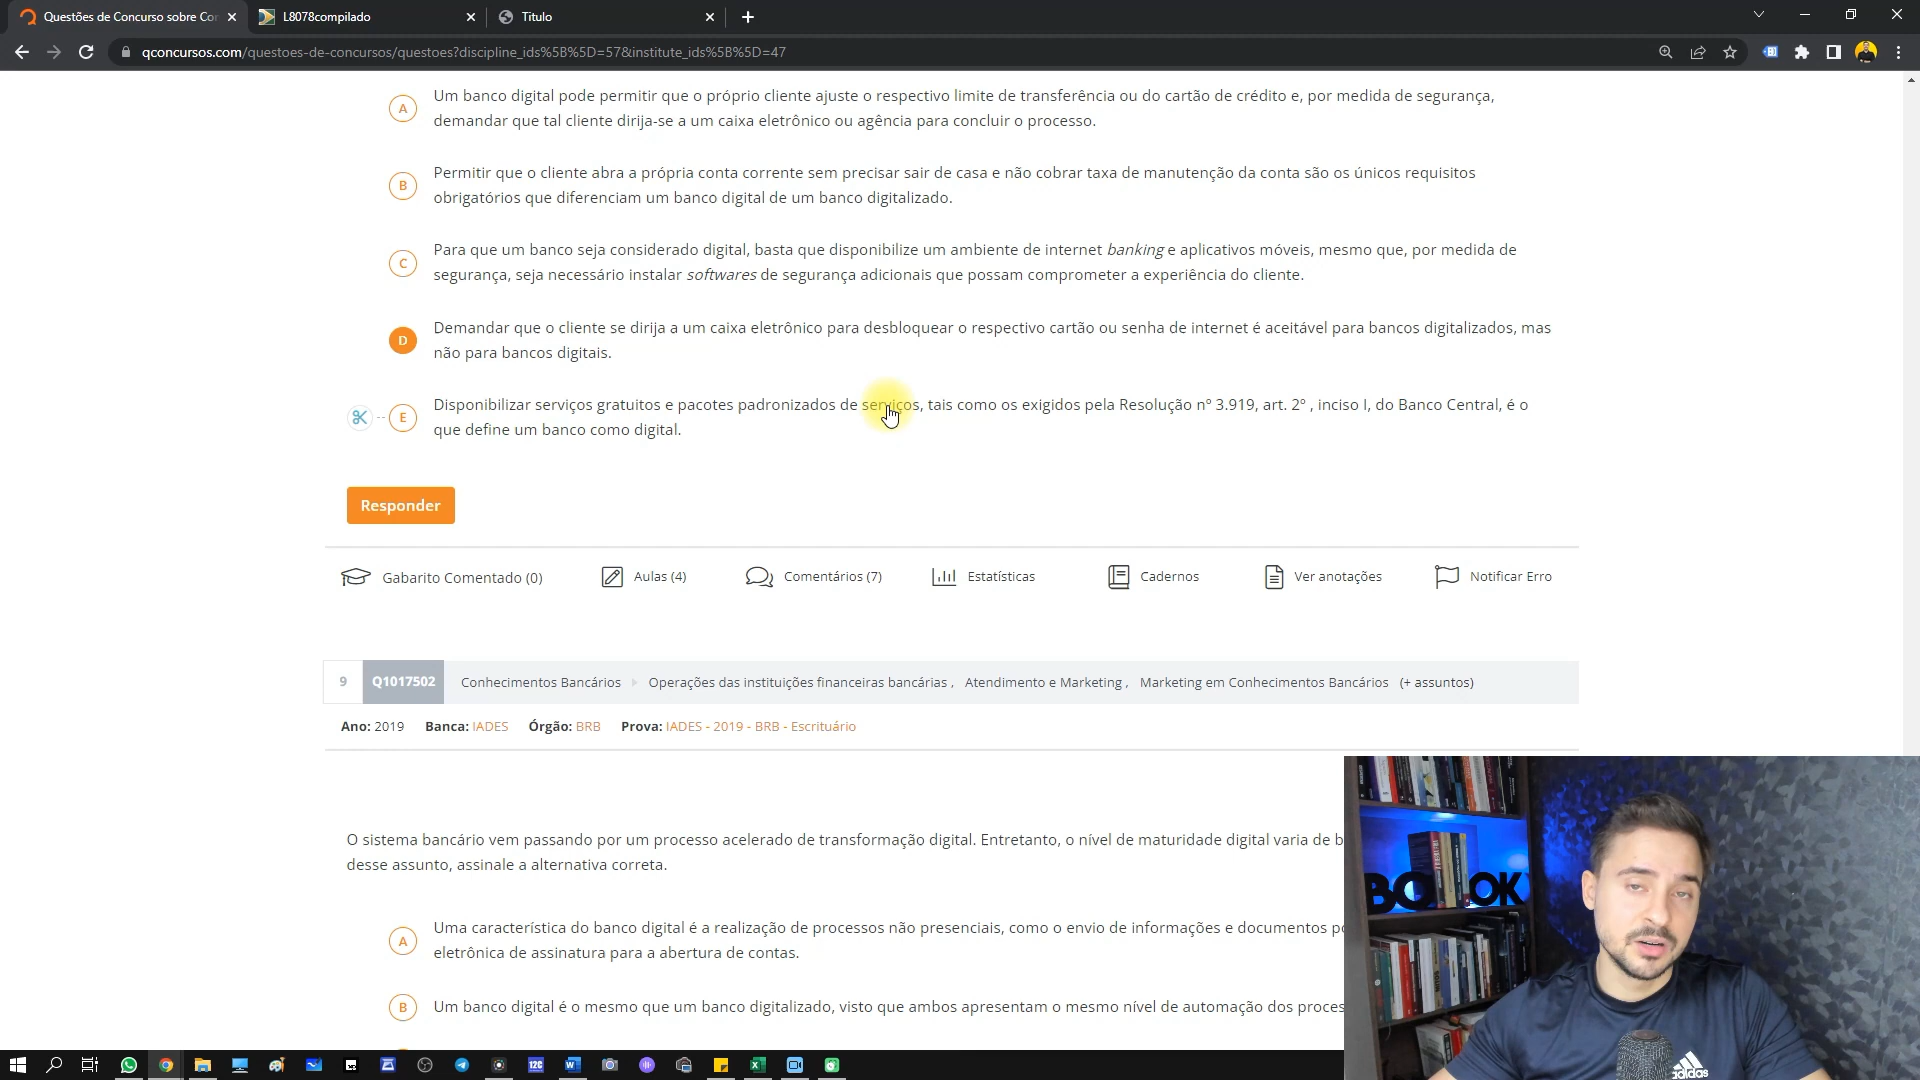 Questões de Concurso sobre Co
L8078compilado
Titulo
qconcursos.com/questoes-de-concursos/questoes?discipline_ids%5B%5D=57&institute_ids%5B%5D=47
A
Um banco digital pode permitir que o próprio cliente ajuste o respectivo limite de transferência ou do cartão de crédito e, por medida de segurança,
demandar que tal cliente dirija-se a um caixa eletrônico ou agência para concluir o processo.
B
Permitir que o cliente abra a própria conta corrente sem precisar sair de casa e não cobrar taxa de manutenção da conta são os únicos requisitos
obrigatórios que diferenciam um banco digital de um banco digitalizado.
C
Para que um banco seja considerado digital, basta que disponibilize um ambiente de internet banking e aplicativos móveis, mesmo que, por medida de
segurança, seja necessário instalar softwares de segurança adicionais que possam comprometer a experiência do cliente.
D
Demandar que o cliente se dirija a um caixa eletrônico para desbloquear o respectivo cartão ou senha de internet é aceitável para bancos digitalizados, mas
não para bancos digitais.
E
Disponibilizar serviços gratuitos e pacotes padronizados de serviços, tais como os exigidos pela Resolução nº 3.919, art. 2º , inciso I, do Banco Central, é o
que define um banco como digital.
Responder
Gabarito Comentado (0)
Aulas (4)
Comentários (7)
Estatísticas
Cadernos
Ver anotações
Notificar Erro
9 Q1017502 Conhecimentos Bancários Operações das instituições financeiras bancárias , Atendimento e Marketing , Marketing em Conhecimentos Bancários (+ assuntos)
Ano: 2019 Banca: IADES Órgão: BRB Prova: IADES - 2019 - BRB - Escrituário
O sistema bancário vem passando por um processo acelerado de transformação digital. Entretanto, o nível de maturidade digital varia de b
desse assunto, assinale a alternativa correta.
A
Uma característica do banco digital é a realização de processos não presenciais, como o envio de informações e documentos p
eletrônica de assinatura para a abertura de contas.
B
Um banco digital é o mesmo que um banco digitalizado, visto que ambos apresentam o mesmo nível de automação dos proces
BO OK
adidas
12C